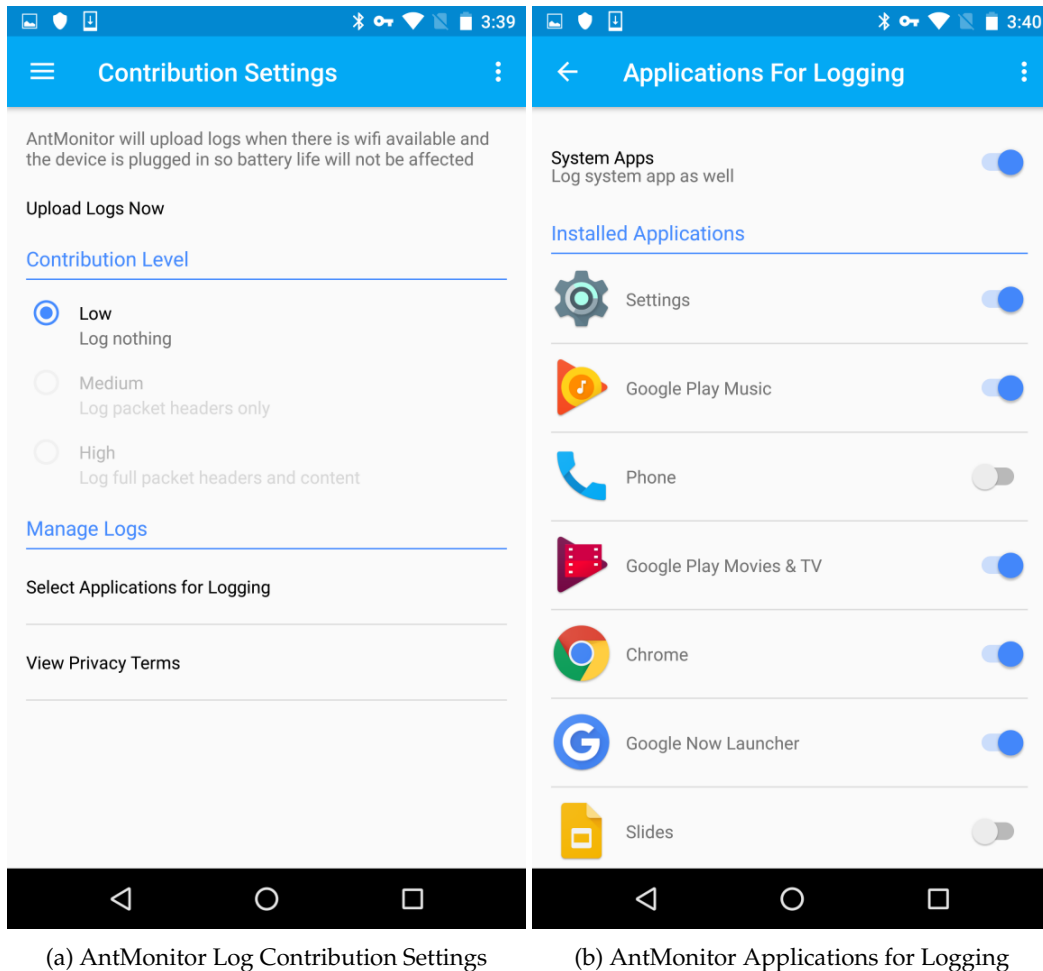 3:39
Contribution Settings
AntMonitor will upload logs when there is wifi available and
the device is plugged in so battery life will not be affected
Upload Logs Now
Contribution Level
Low
Log nothing
Medium
Log packet headers only
High
Log full packet headers and content
Manage Logs
Select Applications for Logging
View Privacy Terms
(a) AntMonitor Log Contribution Settings
3:40
Applications For Logging
System Apps
Log system app as well
Installed Applications
Settings
Google Play Music
Phone
Google Play Movies & TV
Chrome
Google Now Launcher
Slides
(b) AntMonitor Applications for Logging